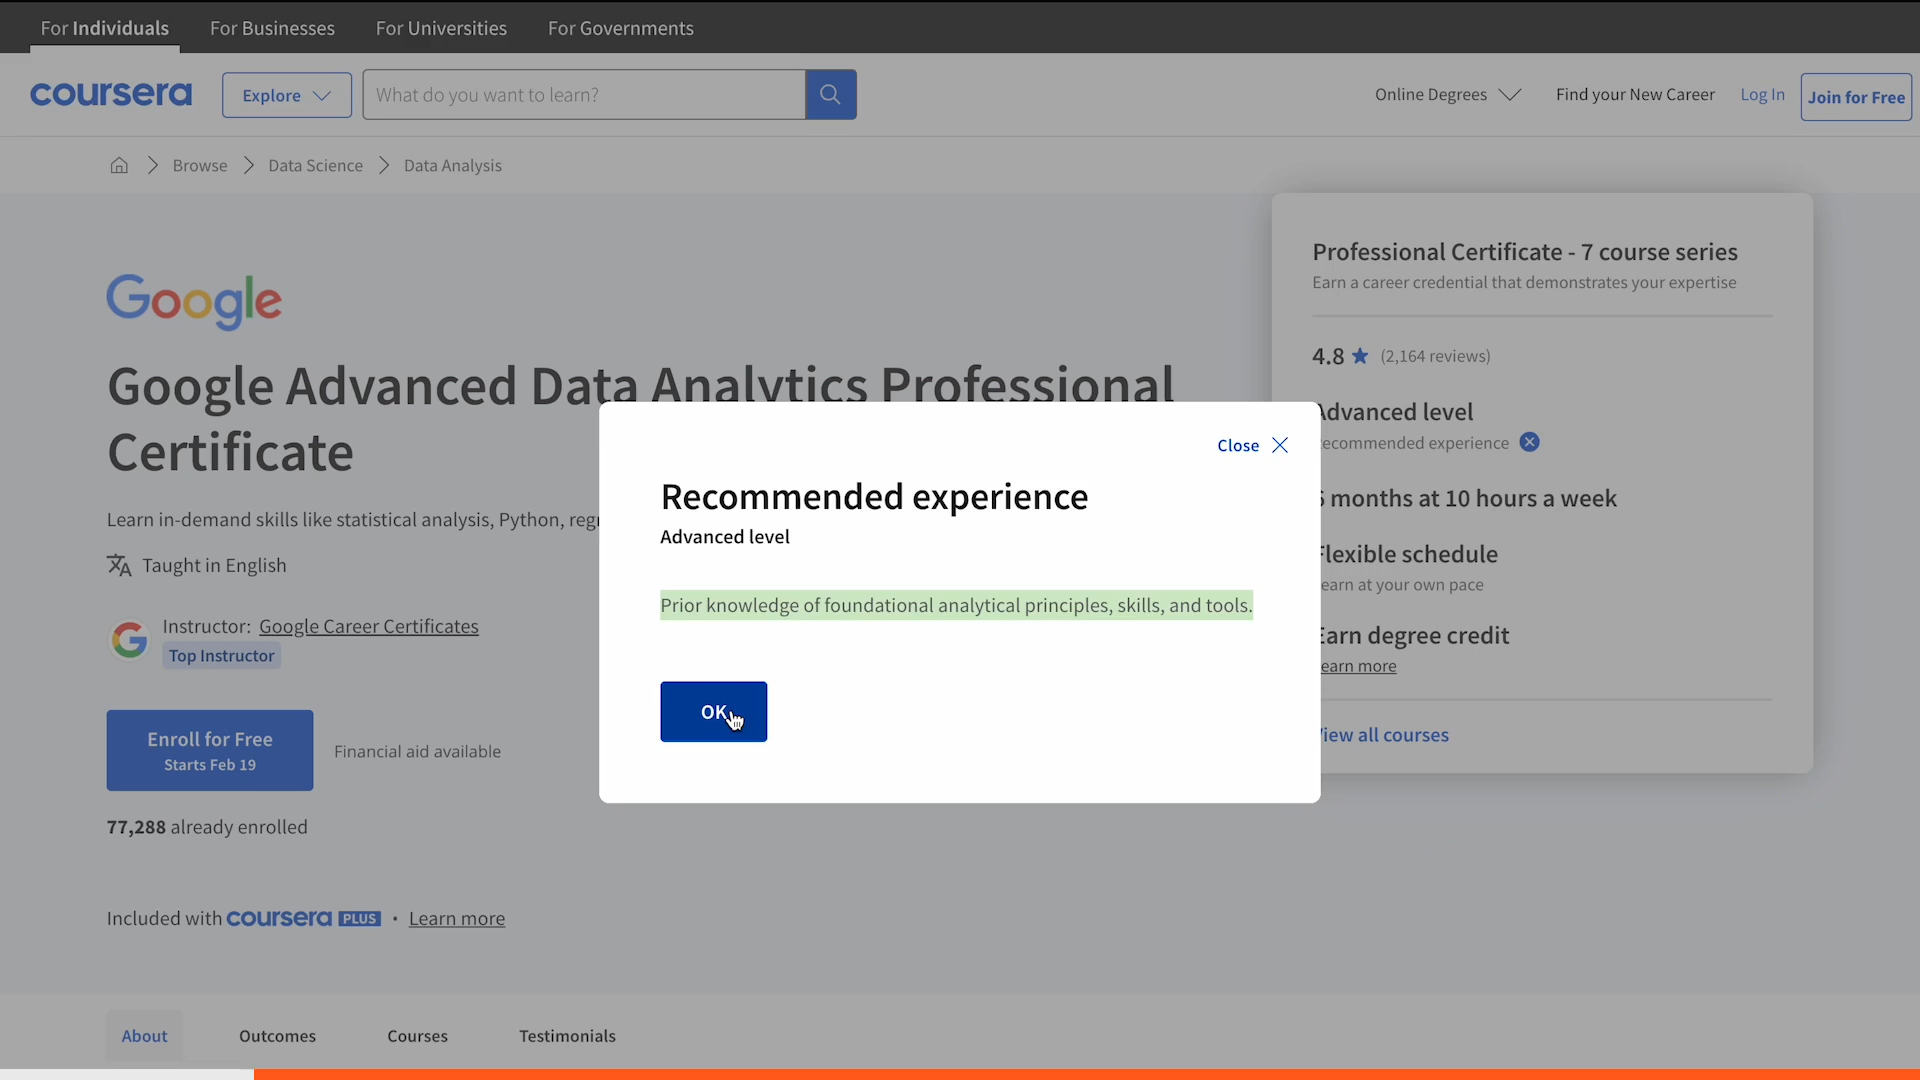 For Individuals For Businesses For Universities For Governments
coursera Explore What do you want to learn? Online Degrees Find your New Career Log In Join for Free
Browse Data Science Data Analysis
Google
Google Advanced Data Analytics Professional
Certificate
Learn in-demand skills like statistical analysis, Python,
Taught in English
Instructor: Google Career Certificates
Top Instructor
Enroll for Free
Starts Feb 19
Financial aid available
77,288 already enrolled
Included with coursera PLUS • Learn more
Close
Recommended experience
Advanced level
Prior knowledge of foundational analytical principles, skills, and tools.
OK
Professional Certificate - 7 course series
Earn a career credential that demonstrates your expertise
4.8 (2,164 reviews)
Advanced level
ecommended experience
months at 10 hours a week
Flexible schedule
earn at your own pace
Earn degree credit
earn more
View all courses
About Outcomes Courses Testimonials